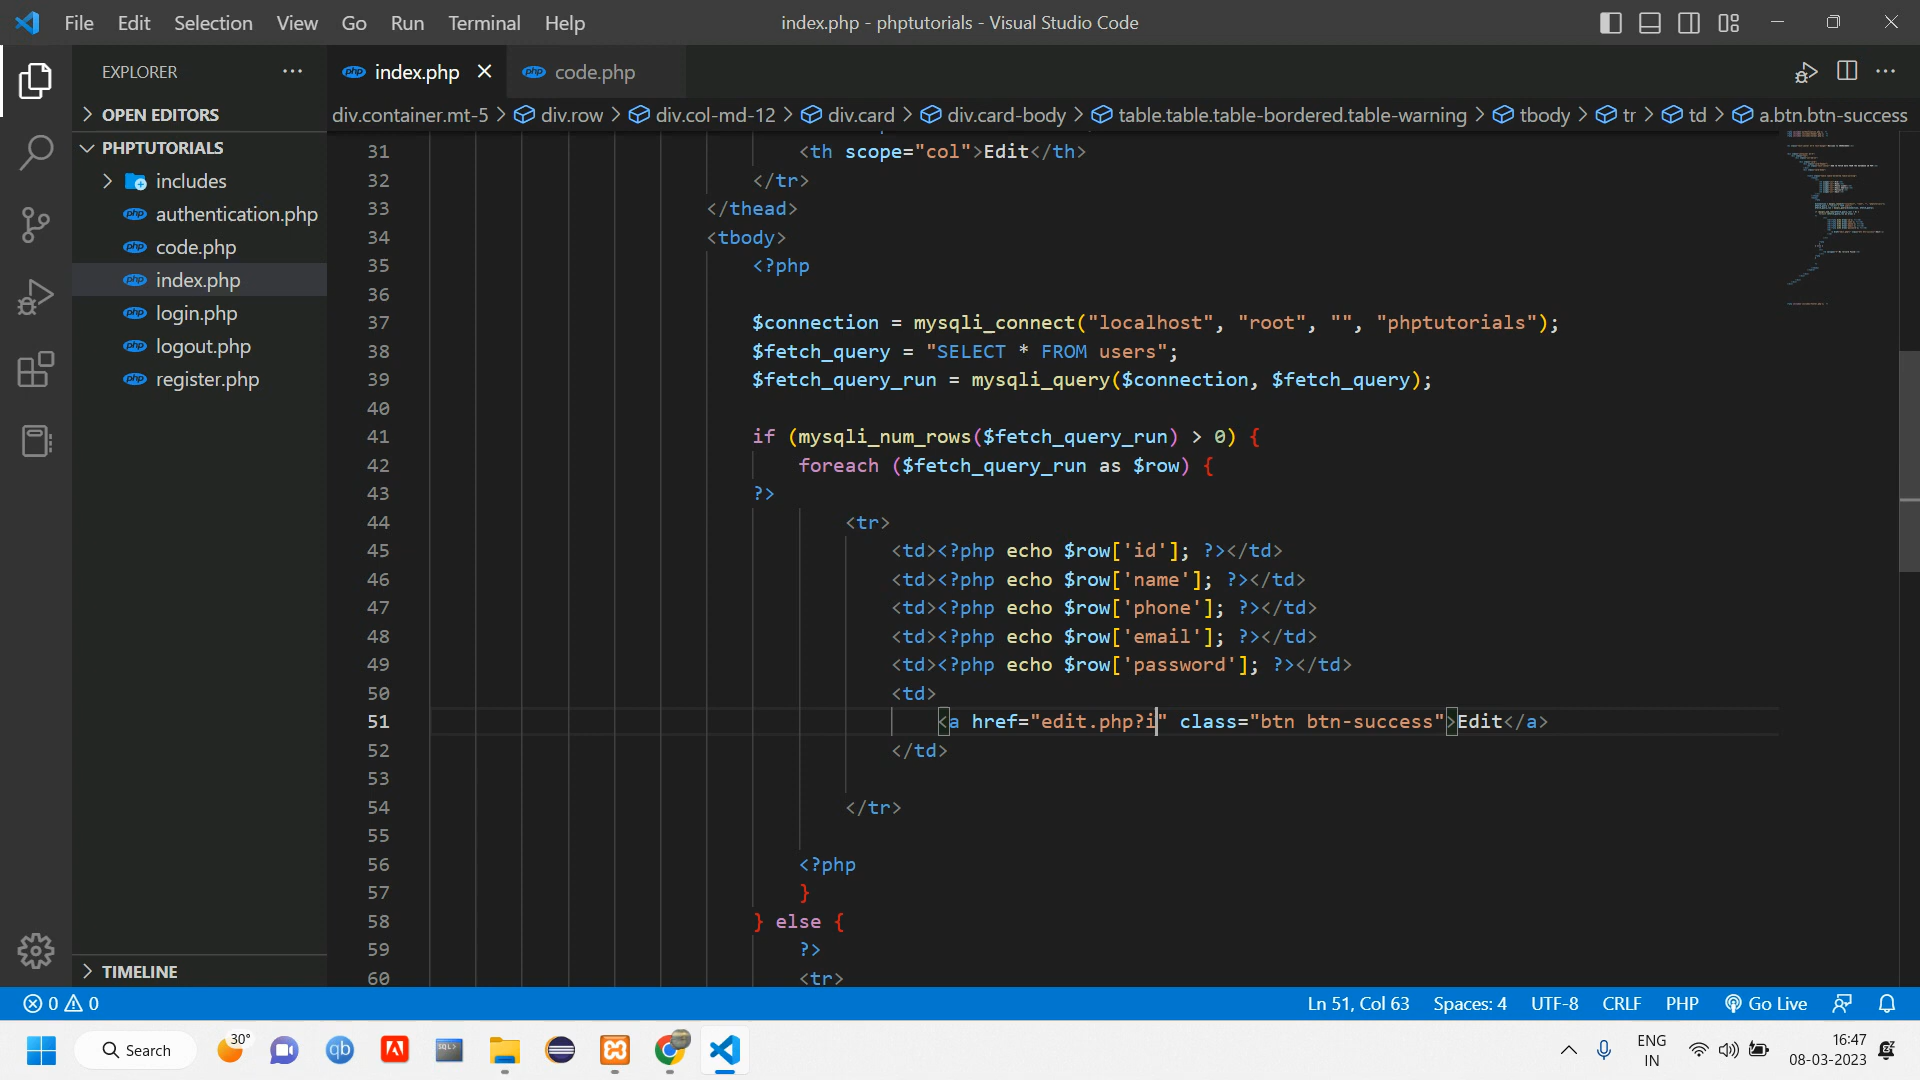 File Edit Selection View Go Run Terminal Help
index.php - phptutorials - Visual Studio Code
EXPLORER
OPEN EDITORS
PHPTUTORIALS
includes
authentication.php
code.php
index.php
login.php
logout.php
register.php
TIMELINE
php index.php
php code.php
div.container.mt-5 > div.row > div.col-md-12 > div.card > div.card-body > table.table.table-bordered.table-warning > tbody > tr > td > a.btn.btn-success
31 <th scope="col">Edit</th>
32 </tr>
33 </thead>
34 <tbody>
35 <?php
36
37 $connection = mysqli_connect("localhost", "root", "", "phptutorials");
38 $fetch_query = "SELECT * FROM users";
39 $fetch_query_run = mysqli_query($connection, $fetch_query);
40
41 if (mysqli_num_rows($fetch_query_run) > 0) {
42 foreach ($fetch_query_run as $row) {
43 ?>
44 <tr>
45 <td><?php echo $row['id']; ?></td>
46 <td><?php echo $row['name']; ?></td>
47 <td><?php echo $row['phone']; ?></td>
48 <td><?php echo $row['email']; ?></td>
49 <td><?php echo $row['password']; ?></td>
50 <td>
51 <a href="edit.php?i" class="btn btn-success">Edit</a>
52 </td>
53
54 </tr>
55
56 <?php
57 }
58 } else {
59 ?>
60 <tr>
0 0
Ln 51, Col 63 Spaces: 4 UTF-8 CRLF PHP Go Live
Search
30°
qb
SQL>
ENG
IN
16:47
08-03-2023